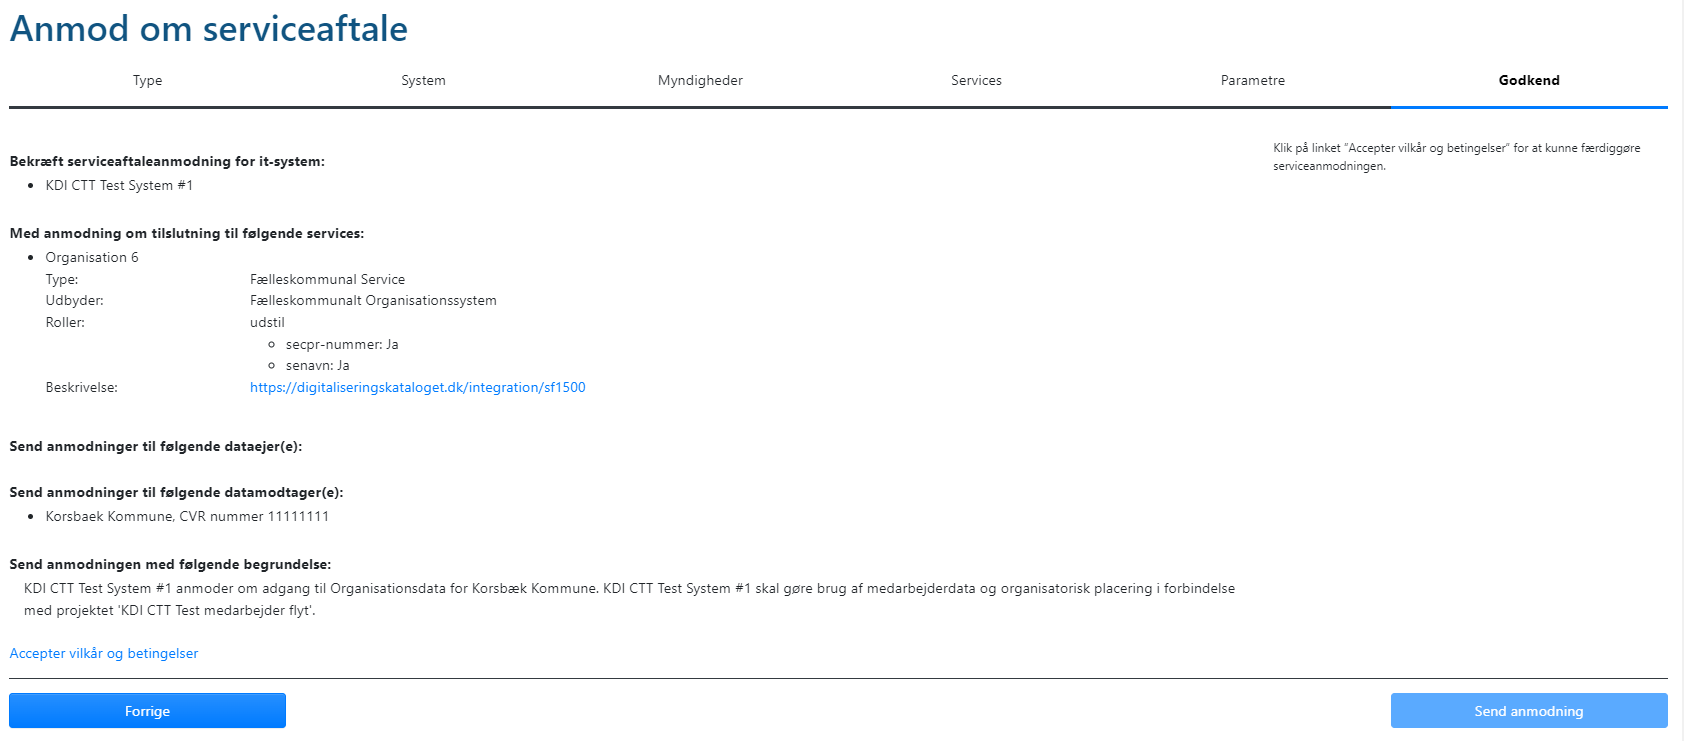 Anmod om serviceaftale
Type System Myndigheder Services Parametre Godkend
Klik på linket "Accepter vilkår og betingelser" for at kunne færdiggøre
serviceanmodningen.
Bekræft serviceaftaleanmodning for it-system:
• KDI CTT Test System #1
Med anmodning om tilslutning til følgende services:
• Organisation 6
Type: Fælleskommunal Service
Udbyder: Fælleskommunalt Organisationssystem
Roller: udstil
secpr-nummer: Ja
senavn: Ja
Beskrivelse: https://digitaliseringskataloget.dk/integration/sf1500
Send anmodninger til følgende dataejer(e):
Send anmodninger til følgende datamodtager(e):
• Korsbaek Kommune, CVR nummer 11111111
Send anmodningen med følgende begrundelse:
KDI CTT Test System #1 anmoder om adgang til Organisationsdata for Korsbæk Kommune. KDI CTT Test System #1 skal gøre brug af medarbejderdata og organisatorisk placering i forbindelse
med projektet 'KDI CTT Test medarbejder flyt'.
Accepter vilkår og betingelser
Forrige Send anmodning